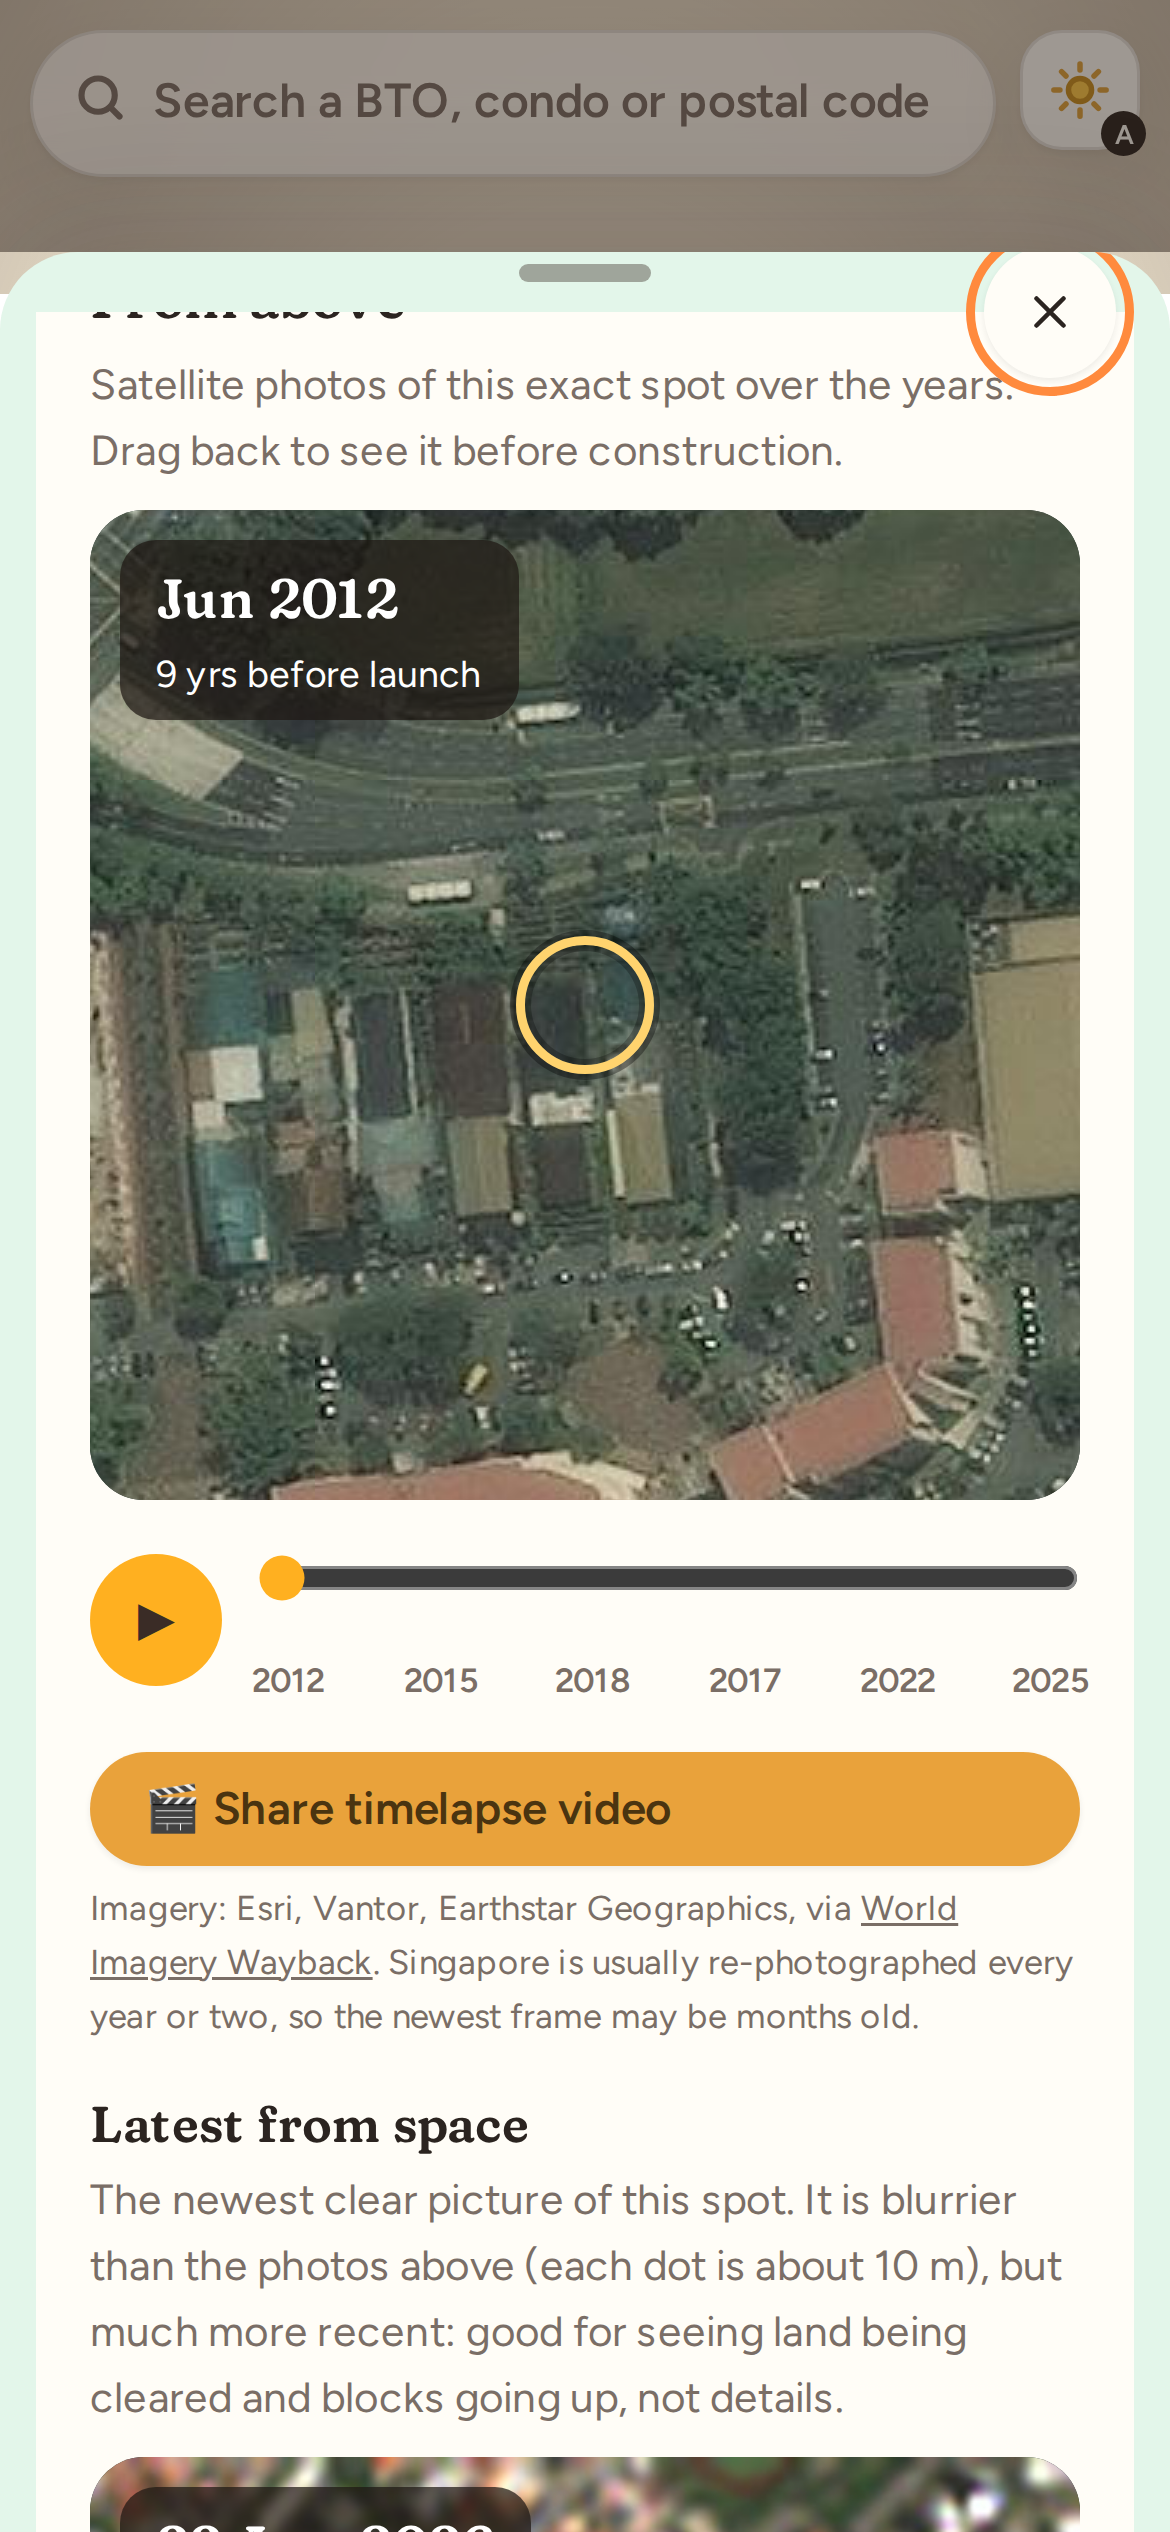 Search a BTO, condo or postal code
A
From above
Satellite photos of this exact spot over the years.
Drag back to see it before construction.
Jun 2012
9 yrs before launch
2012 2015 2018 2017 2022 2025
Share timelapse video
Imagery: Esri, Vantor, Earthstar Geographics, via World
Imagery Wayback. Singapore is usually re-photographed every
year or two, so the newest frame may be months old.
Latest from space
The newest clear picture of this spot. It is blurrier
than the photos above (each dot is about 10 m), but
much more recent: good for seeing land being
cleared and blocks going up, not details.